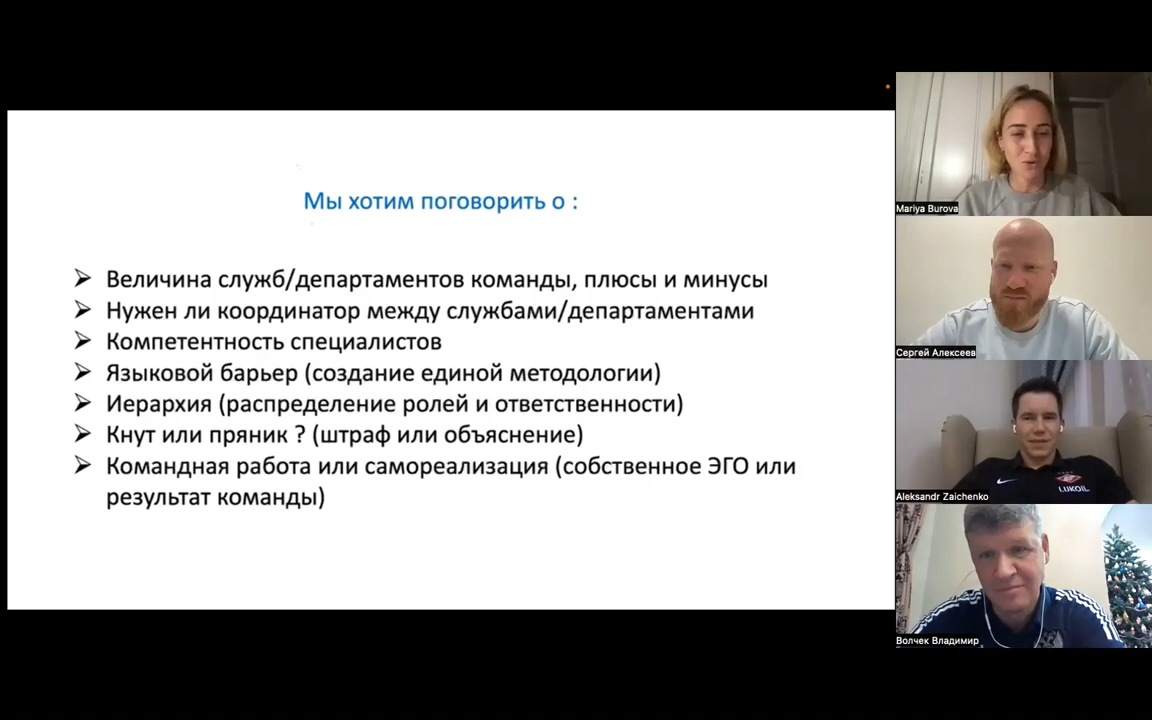 Мы хотим поговорить о :
Величина служб/департаментов команды, плюсы и минусы
Нужен ли координатор между службами/департаментами
Компетентность специалистов
Языковой барьер (создание единой методологии)
Иерархия (распределение ролей и ответственности)
Кнут или пряник ? (штраф или объяснение)
Командная работа или самореализация (собственное ЭГО или
результат команды)
Mariya Burova
Сергей Алексеев
LUKOIL
Aleksandr Zaichenko
Волчек Владимир